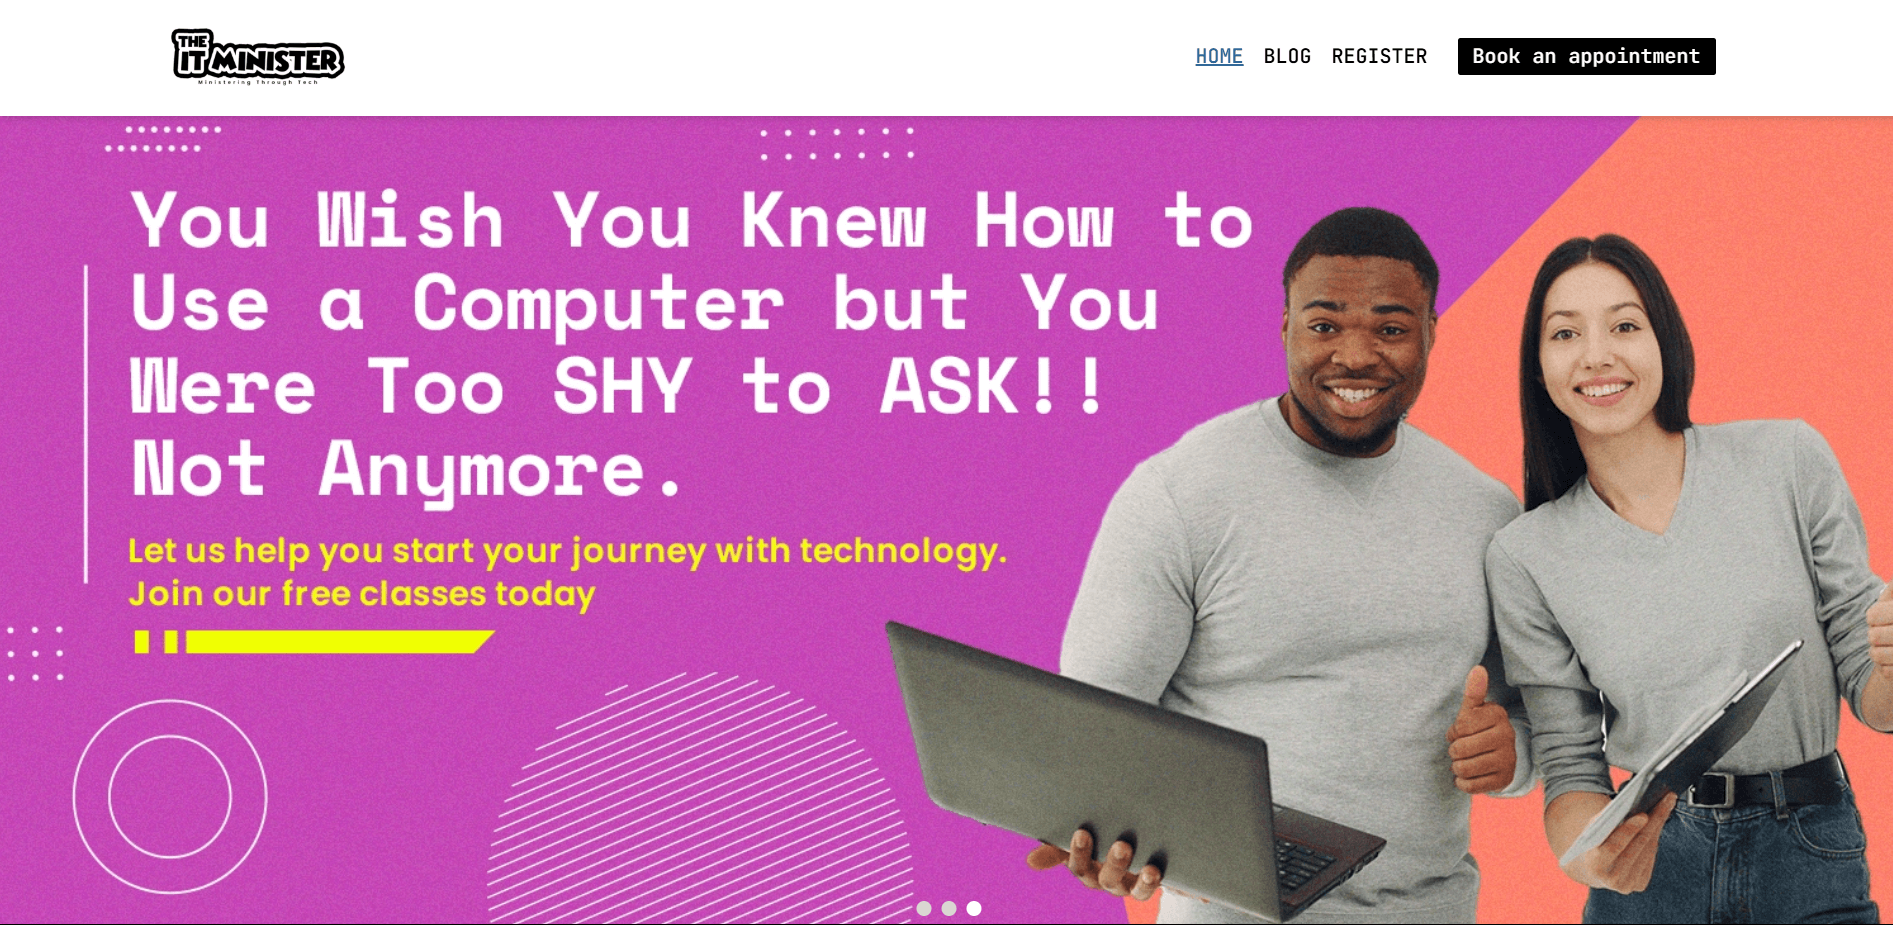 THE
IT MINISTER
Ministering Through Tech
HOME BLOG REGISTER Book an appointment
You Wish You Knew How to
Use a Computer but You
Were Too SHY to ASK!!
Not Anymore.
Let us help you start your journey with technology.
Join our free classes today